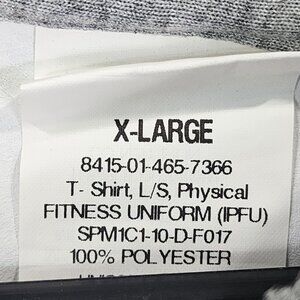 X-LARGE
8415-01-465-7366
T- Shirt, L/S, Physical
FITNESS UNIFORM (IPFU)
SPM1C1-10-D-F017
100% POLYESTER